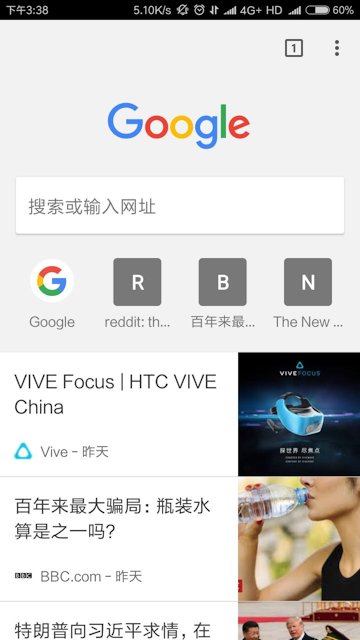 下午3:38 5.10K/s 4G+ HD 60%
1
Google
搜索或输入网址
G R B N
Google reddit: th... 百年来最... The New ...
VIVE Focus | HTC VIVE
China
Vive - 昨天
VIVE FOCUS
探世界 尽焦点
百年来最大骗局：瓶装水
算是之一吗？
BBC BBC.com - 昨天
特朗普向习近平求情，在